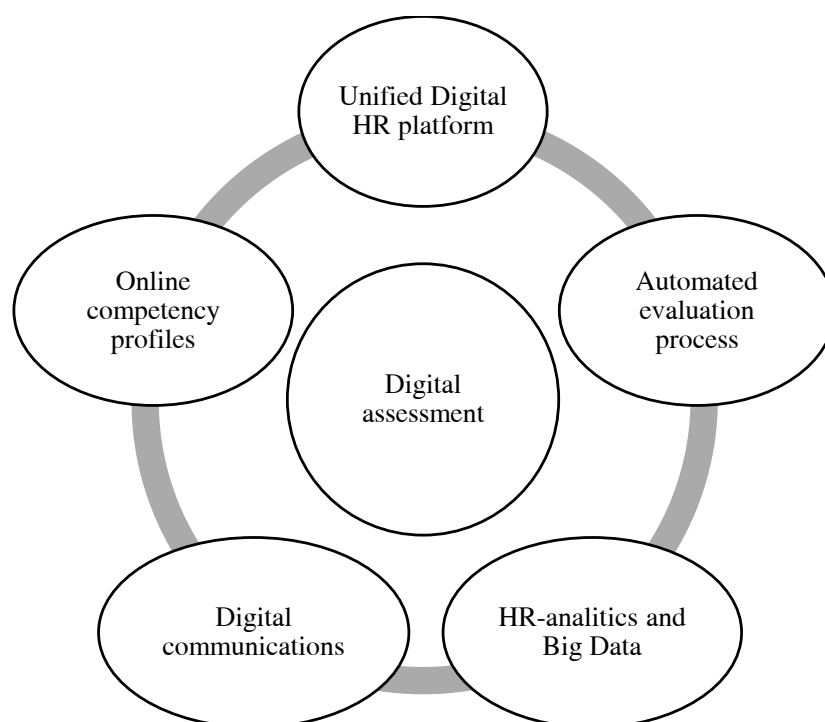 Unified Digital
HR platform
Online
competency
profiles
Automated
evaluation
process
Digital
assessment
Digital
communications
HR-analitics and
Big Data